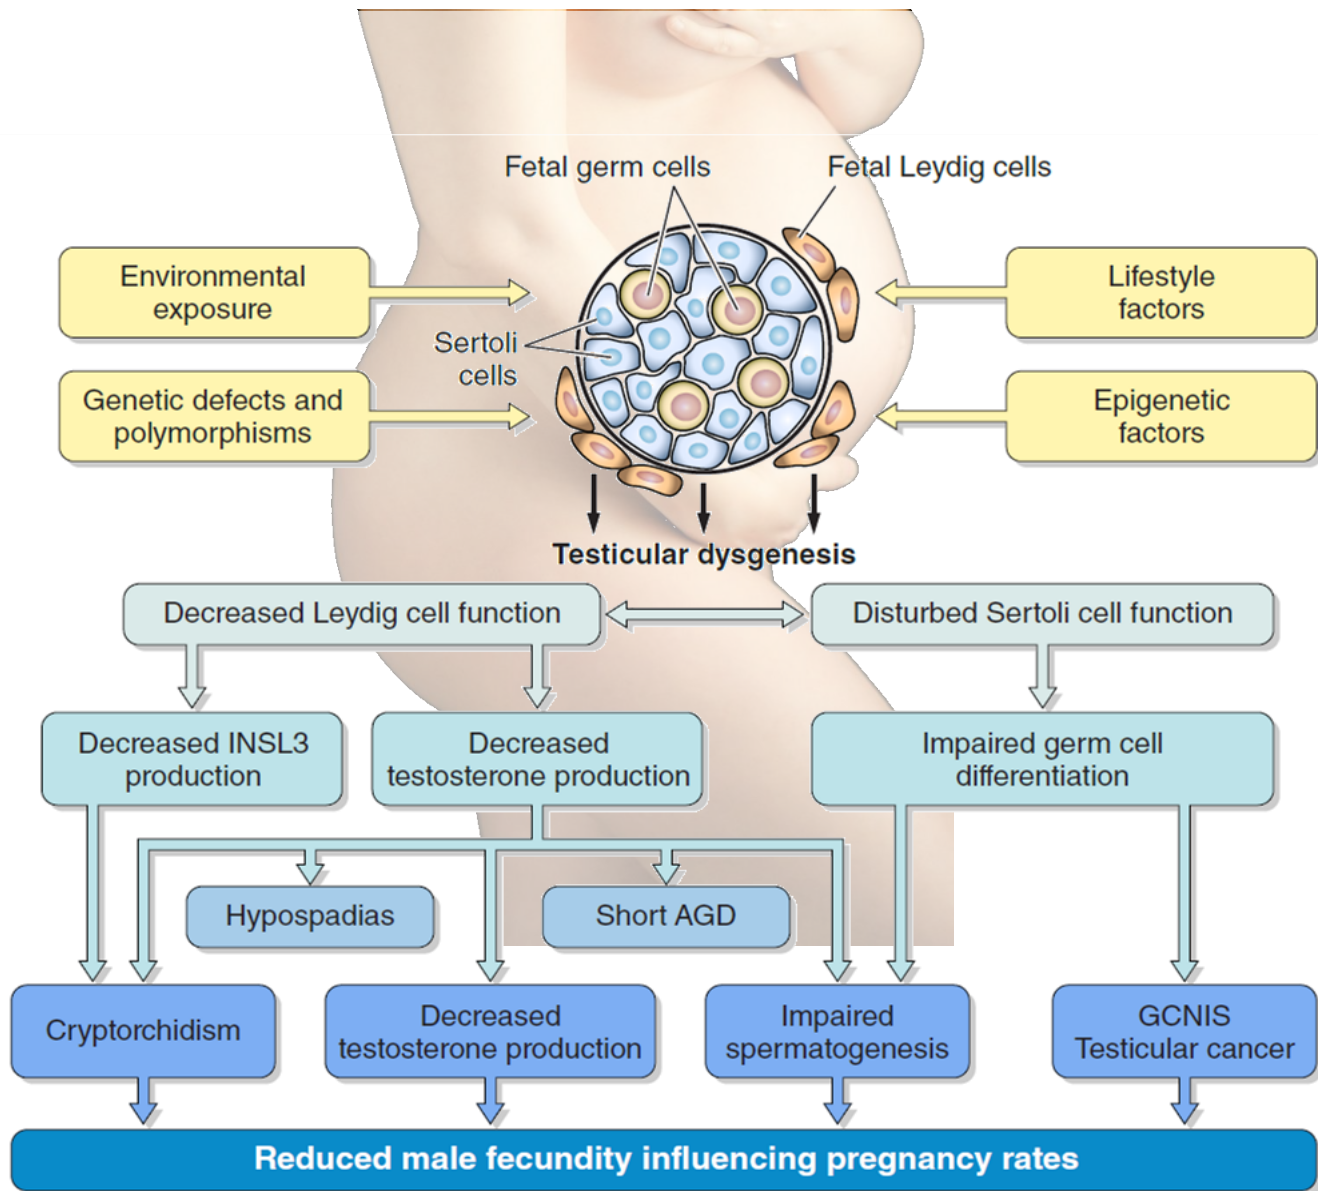 Fetal germ cells
Fetal Leydig cells
Environmental
exposure
Lifestyle
factors
Sertoli
cells
Genetic defects and
polymorphisms
Epigenetic
factors
Testicular dysgenesis
Decreased Leydig cell function
Disturbed Sertoli cell function
Decreased INSL3
production
Decreased
testosterone production
Impaired germ cell
differentiation
Hypospadias
Short AGD
Cryptorchidism
Decreased
testosterone production
Impaired
spermatogenesis
GCNIS
Testicular cancer
Reduced male fecundity influencing pregnancy rates